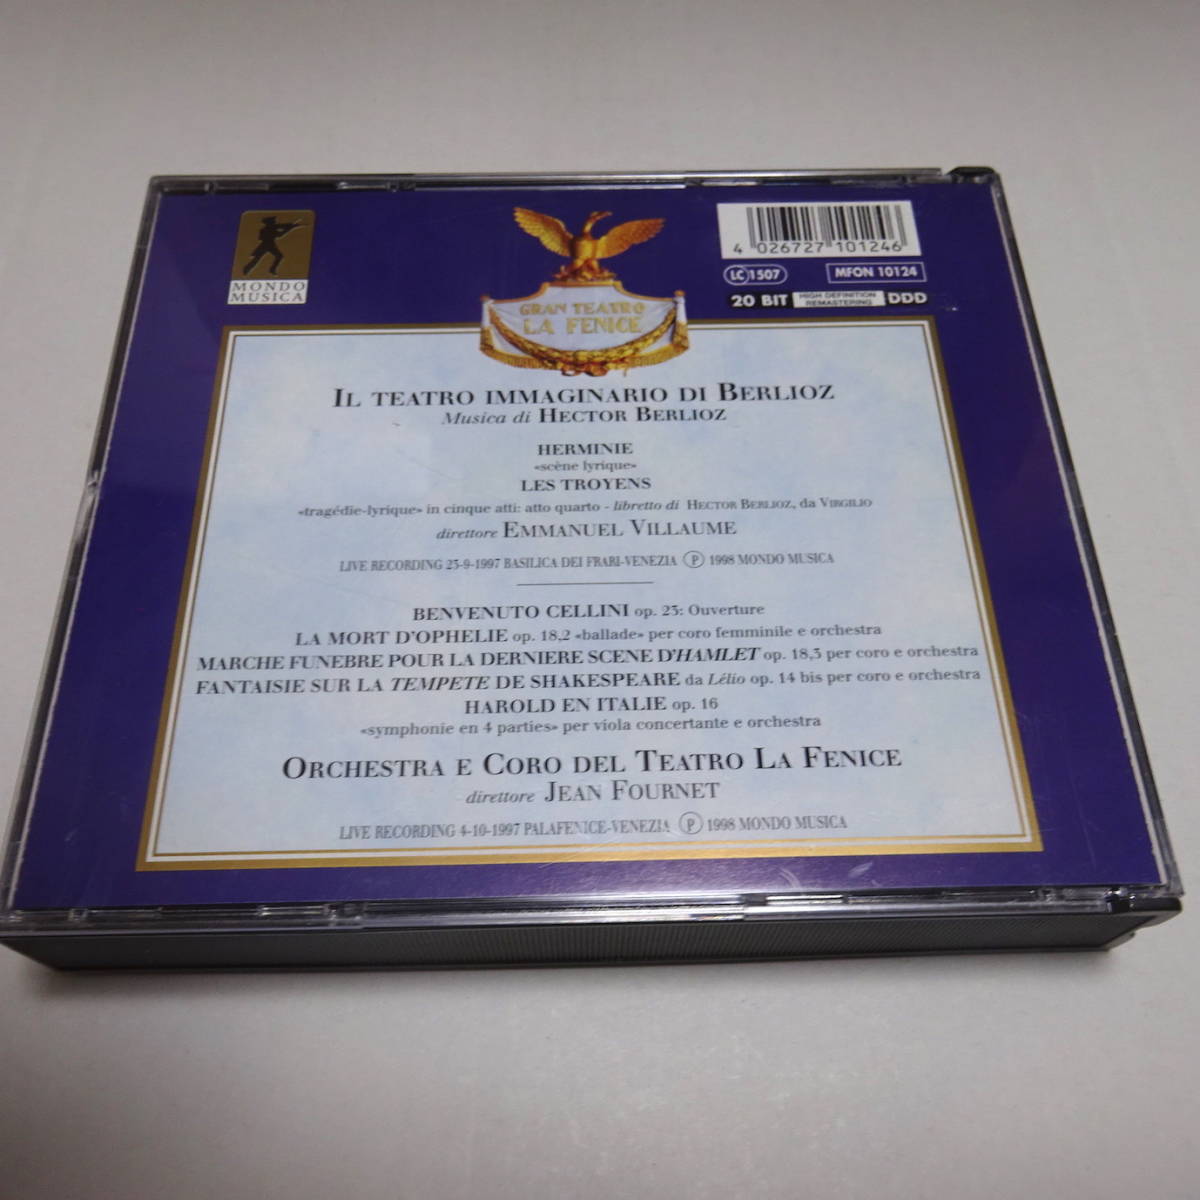 MONDO
MUSICA
GRAN TEATRO
LA FENICE
4 026727 101246
LC 1507
MFON 10124
20 BIT HIGH DEFINITION REMASTERING DDD
IL TEATRO IMMAGINARIO DI BERLIOZ
Musica di HECTOR BERLIOZ
HERMINIE
«scène lyrique»
LES TROYENS
«tragédie-lyrique» in cinque atti: atto quarto - libretto di HECTOR BERLIOZ, da VIRGILIO
direttore EMMANUEL VILLAUME
LIVE RECORDING 23-9-1997 BASILICA DEI FRARI-VENEZIA Ⓟ 1998 MONDO MUSICA
BENVENUTO CELLINI op. 23: Ouverture
LA MORT D'OPHELIE op. 18,2 «ballade» per coro femminile e orchestra
MARCHE FUNEBRE POUR LA DERNIERE SCENE D'HAMLET op. 18,3 per coro e orchestra
FANTAISIE SUR LA TEMPETE DE SHAKESPEARE da Lélio op. 14 bis per coro e orchestra
HAROLD EN ITALIE op. 16
«symphonie en 4 parties» per viola concertante e orchestra
ORCHESTRA E CORO DEL TEATRO LA FENICE
direttore JEAN FOURNET
LIVE RECORDING 4-10-1997 PALAFENICE-VENEZIA Ⓟ 1998 MONDO MUSICA